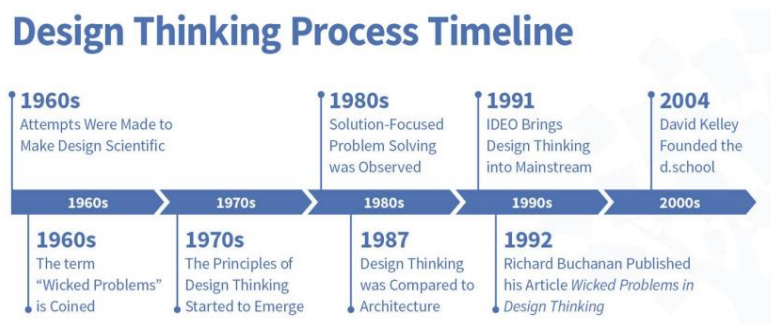 Design Thinking Process Timeline
1960s
Attempts Were Made to
Make Design Scientific
1980s
Solution-Focused
Problem Solving
was Observed
1991
IDEO Brings
Design Thinking
into Mainstream
2004
David Kelley
Founded the
d.school
1960s
1970s
1980s
1990s
2000s
1960s
The term
“Wicked Problems”
is Coined
1970s
The Principles of
Design Thinking
Started to Emerge
1987
Design Thinking
was Compared to
Architecture
1992
Richard Buchanan Published
his Article Wicked Problems in
Design Thinking